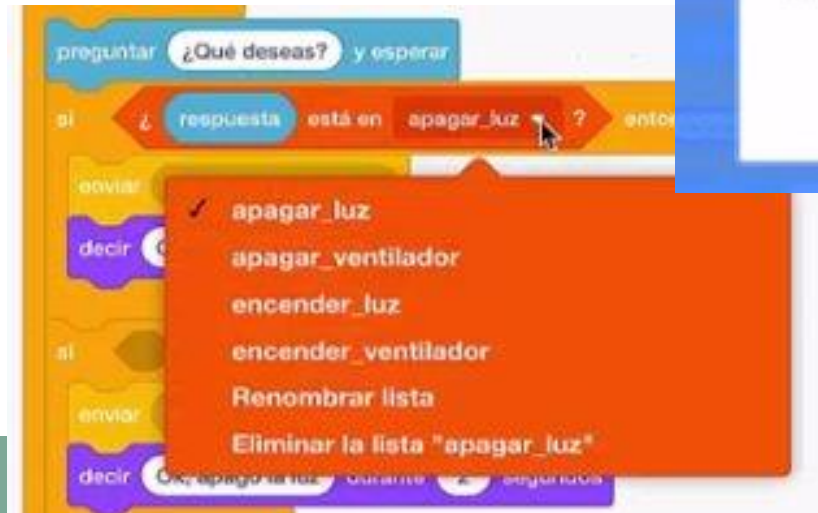 preguntar ¿Qué deseas? y esperar
si ¿ respuesta está en apagar_luz ?
enviar
✓ apagar_luz
decir
apagar_ventilador
encender_luz
si
encender_ventilador
Renombrar lista
enviar
Eliminar la lista "apagar_luz"
decir Ok, apago la luz durante 2 segundos